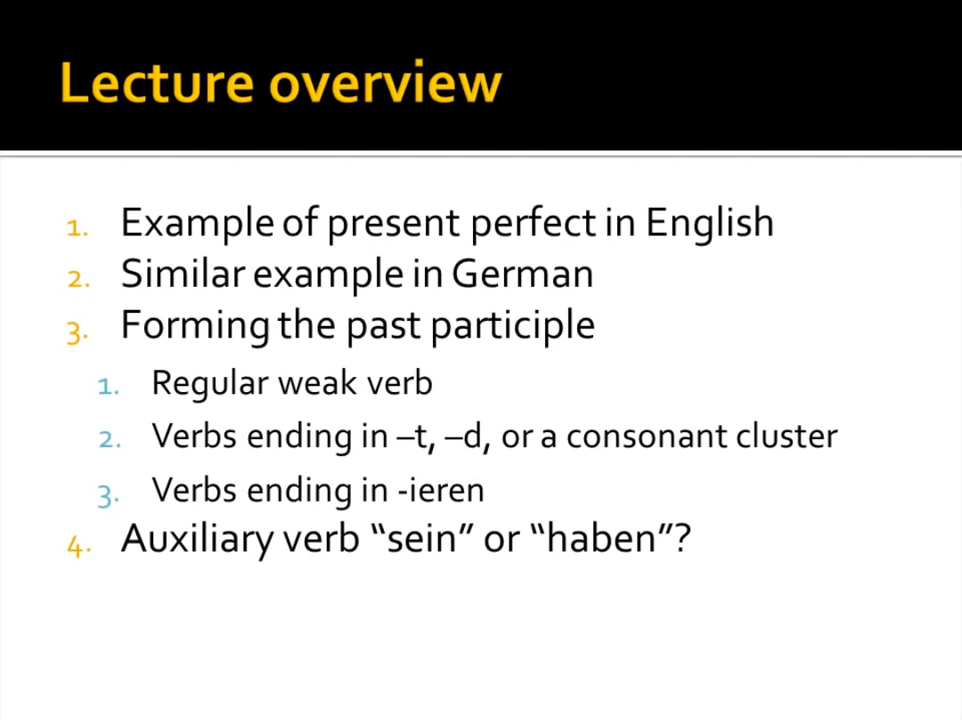 Lecture overview
1. Example of present perfect in English
2. Similar example in German
3. Forming the past participle
1. Regular weak verb
2. Verbs ending in –t, –d, or a consonant cluster
3. Verbs ending in -ieren
4. Auxiliary verb “sein” or “haben”?